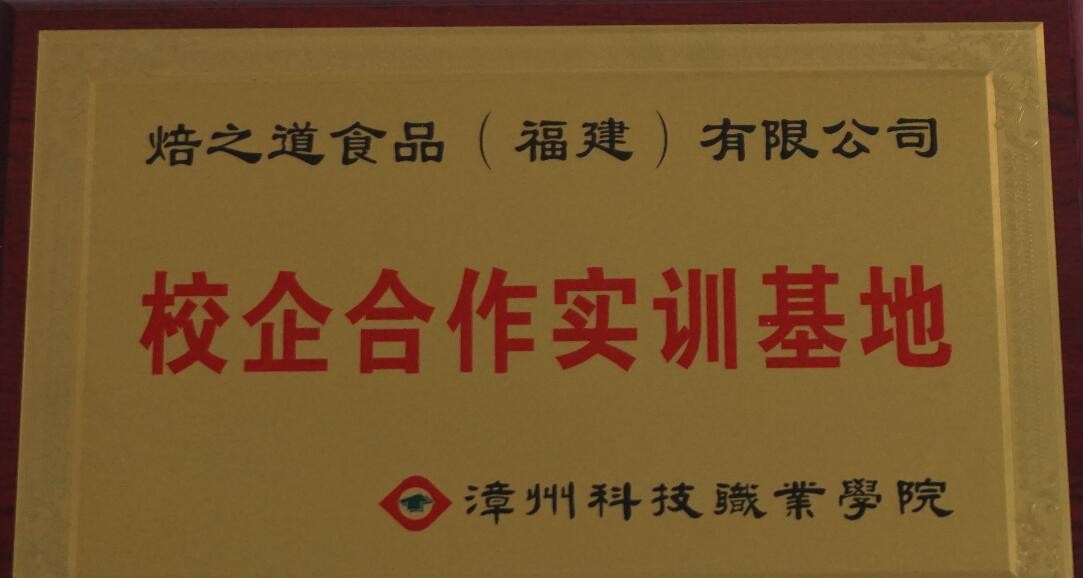 焙之道食品（福建）有限公司
校企合作实训基地
漳州科技職業學院